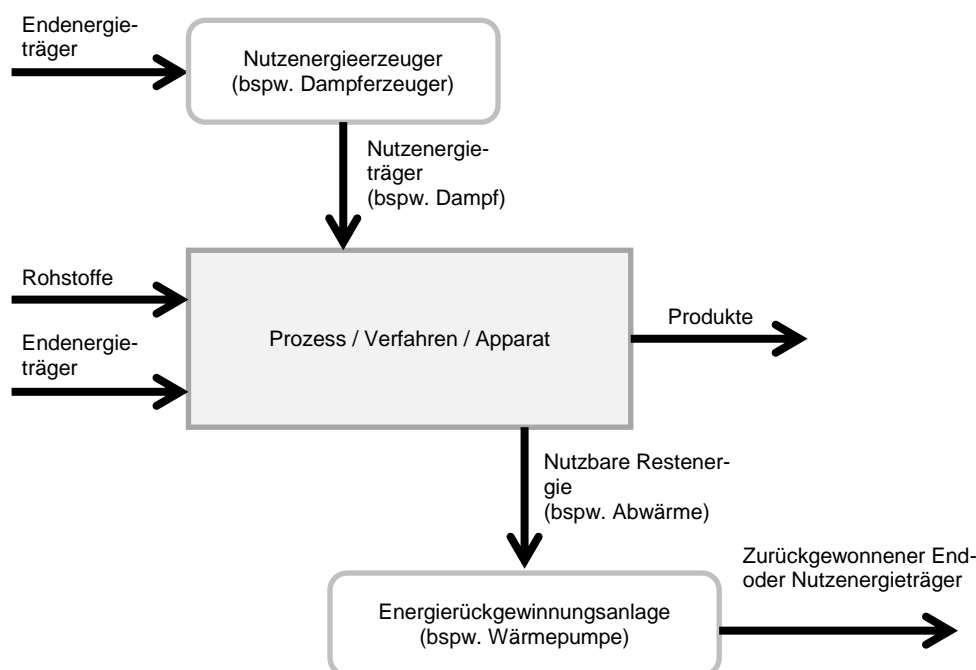 Endenergie-
träger
Nutzenergieerzeuger
(bspw. Dampferzeuger)
Nutzenergie-
träger
(bspw. Dampf)
Rohstoffe
Endenergie-
träger
Prozess / Verfahren / Apparat
Produkte
Nutzbare Restener-
gie
(bspw. Abwärme)
Zurückgewonnener End-
oder Nutzenergieträger
Energierückgewinnungsanlage
(bspw. Wärmepumpe)